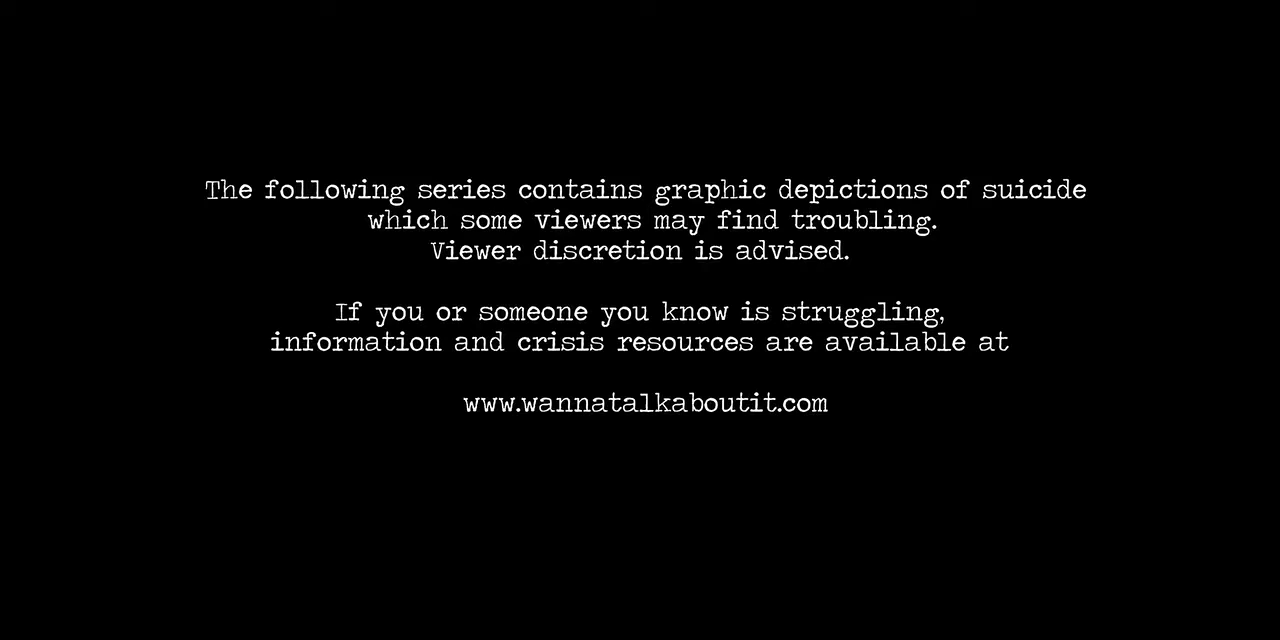 The following series contains graphic depictions of suicide
which some viewers may find troubling.
Viewer discretion is advised.
If you or someone you know is struggling,
information and crisis resources are available at
www.wannatalkaboutit.com